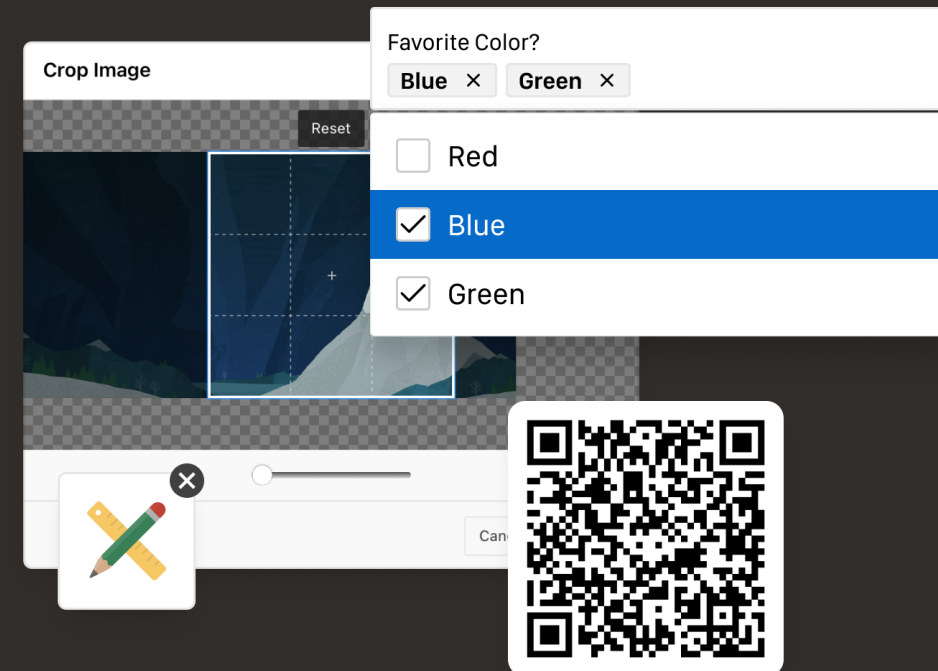 Favorite Color?
Blue × Green ×
Crop Image
Reset
Red
Blue
Green
Canc